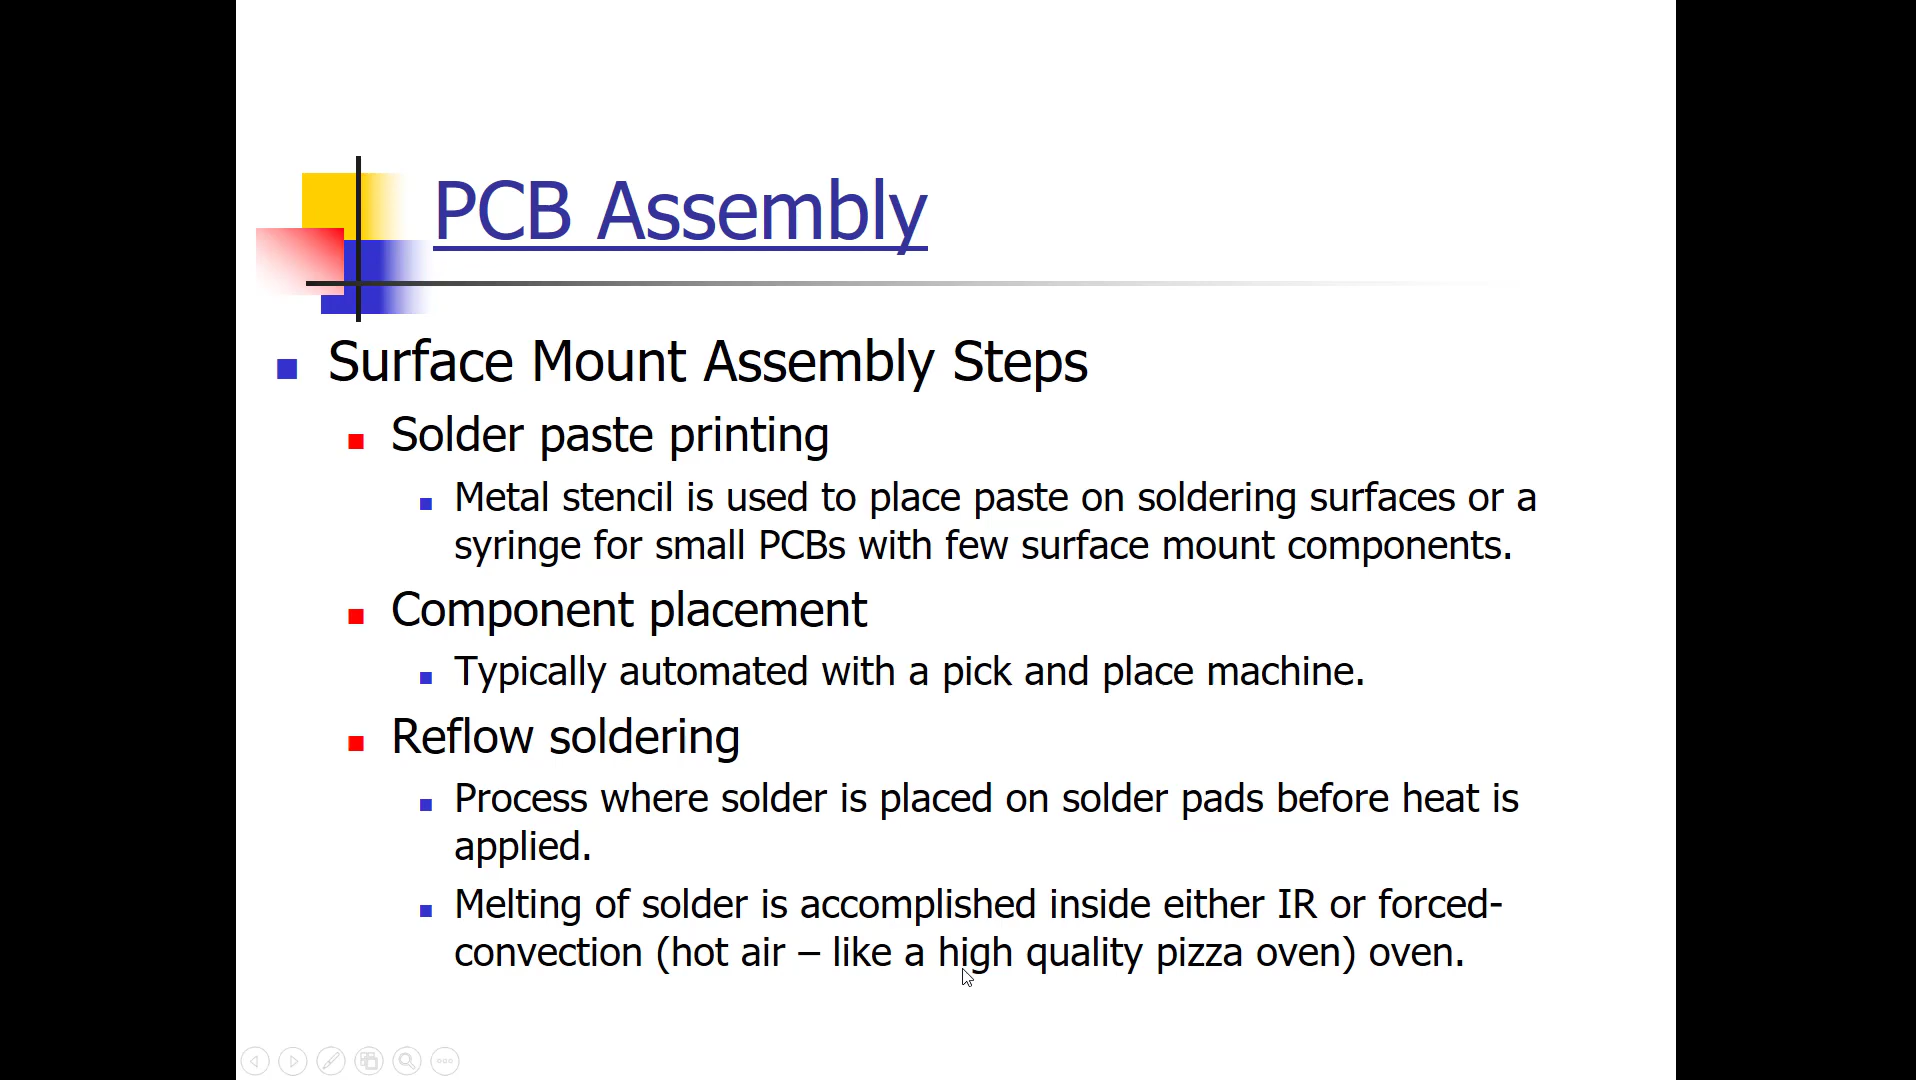 PCB Assembly
Surface Mount Assembly Steps
Solder paste printing
Metal stencil is used to place paste on soldering surfaces or a
syringe for small PCBs with few surface mount components.
Component placement
Typically automated with a pick and place machine.
Reflow soldering
Process where solder is placed on solder pads before heat is
applied.
Melting of solder is accomplished inside either IR or forced-
convection (hot air – like a high quality pizza oven) oven.